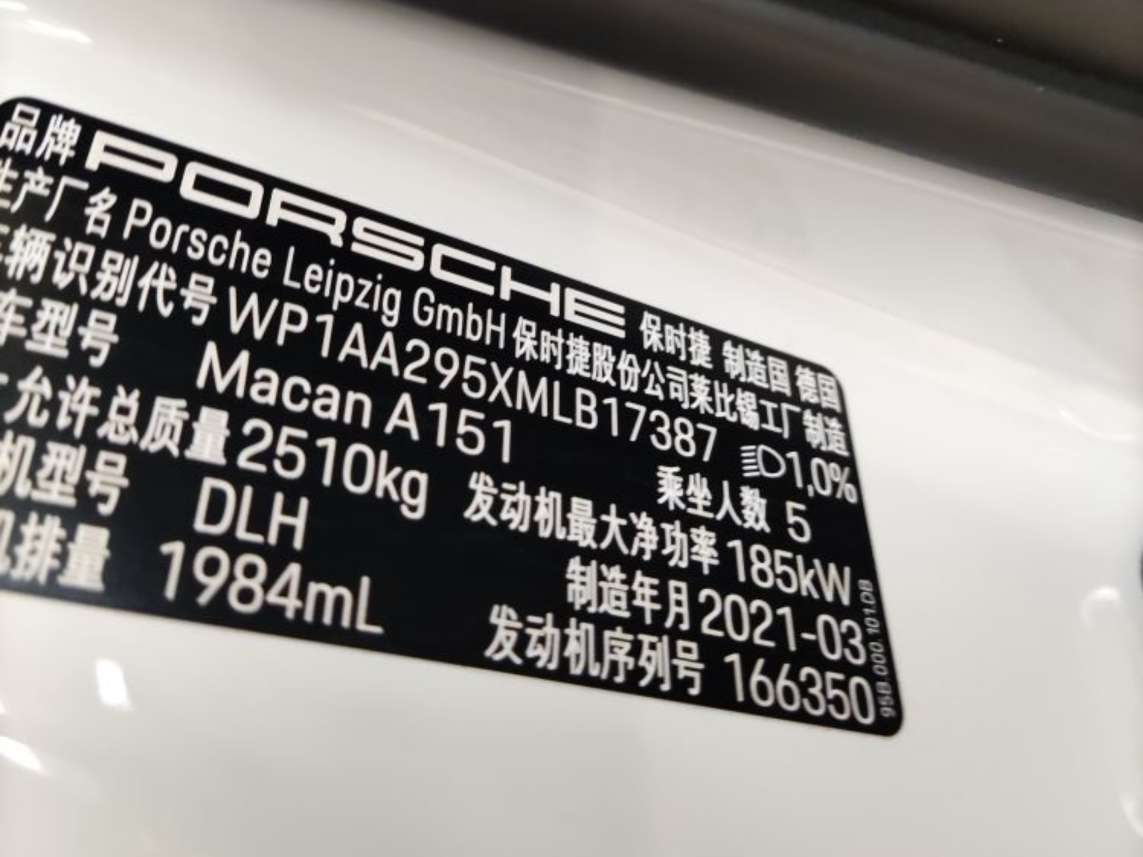 品牌 PORSCHE 保时捷 制造国 德国
生产厂名 Porsche Leipzig GmbH 保时捷股份公司莱比锡工厂制造
车辆识别代号 WP1AA295XMLB17387 1,0%
车型号 Macan A151 乘坐人数 5
允许总质量 2510kg 发动机最大净功率 185kW
机型号 DLH 制造年月 2021-03
机排量 1984mL 发动机序列号 166350
95B.000.101.DB